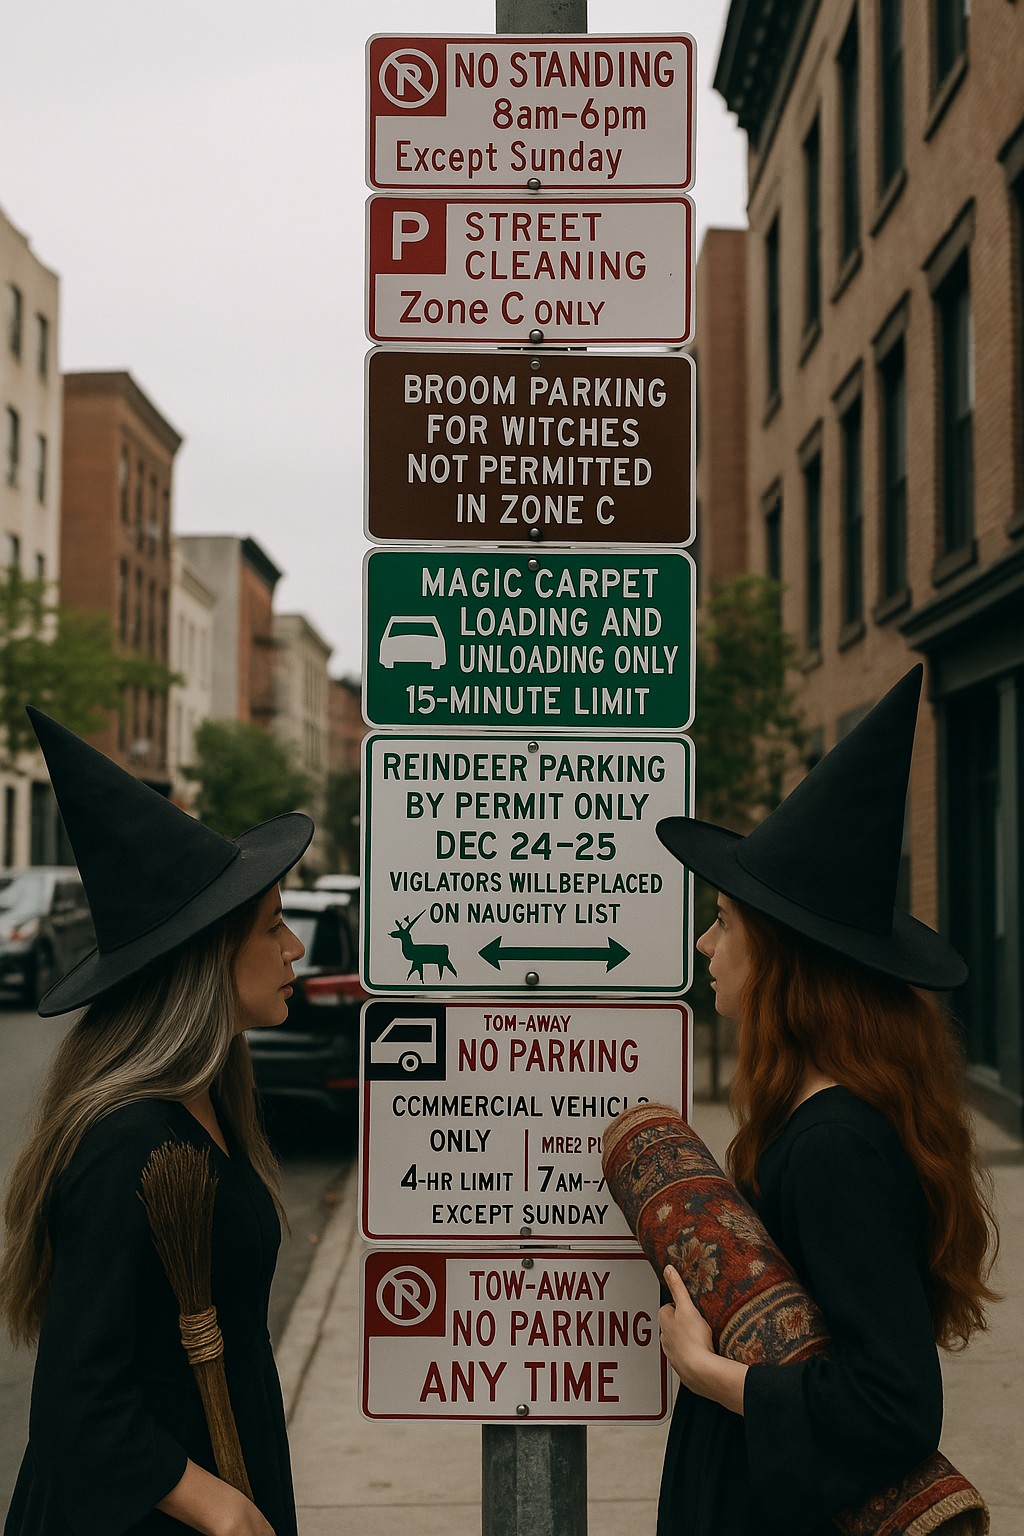 NO STANDING
8am–6pm
Except Sunday
P
STREET
CLEANING
Zone C ONLY
BROOM PARKING
FOR WITCHES
NOT PERMITTED
IN ZONE C
MAGIC CARPET
LOADING AND
UNLOADING ONLY
15-MINUTE LIMIT
REINDEER PARKING
BY PERMIT ONLY
DEC 24–25
VIGLATORS WILLBEPLACED
ON NAUGHTY LIST
TOM-AWAY
NO PARKING
CCMMERCIAL
ONLY
MRE2
4-HR LIMIT
7AM--
EXCEPT SUNDAY
TOW-AWAY
NO PARKING
ANY TIME